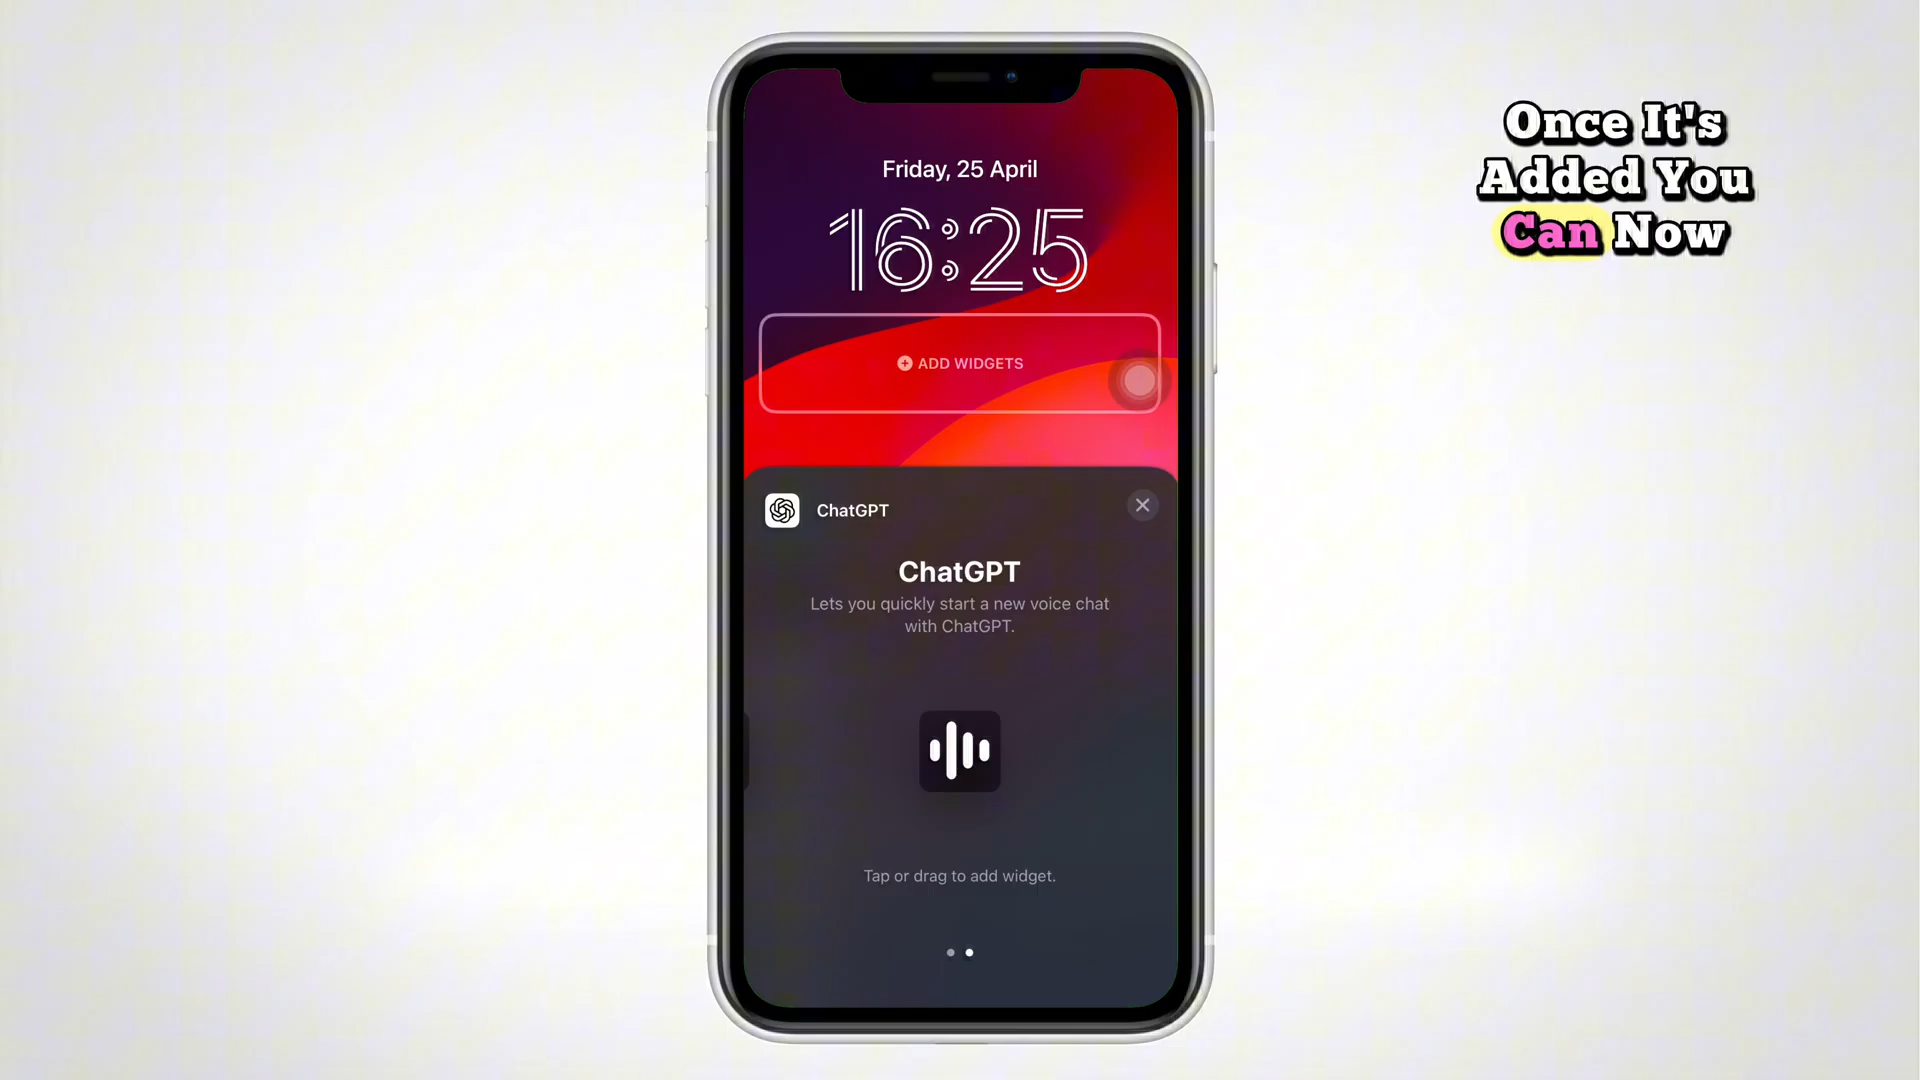 Friday, 25 April
16:25
ADD WIDGETS
ChatGPT
ChatGPT
Lets you quickly start a new voice chat
with ChatGPT.
Tap or drag to add widget.
Once It's
Added You
Can Now